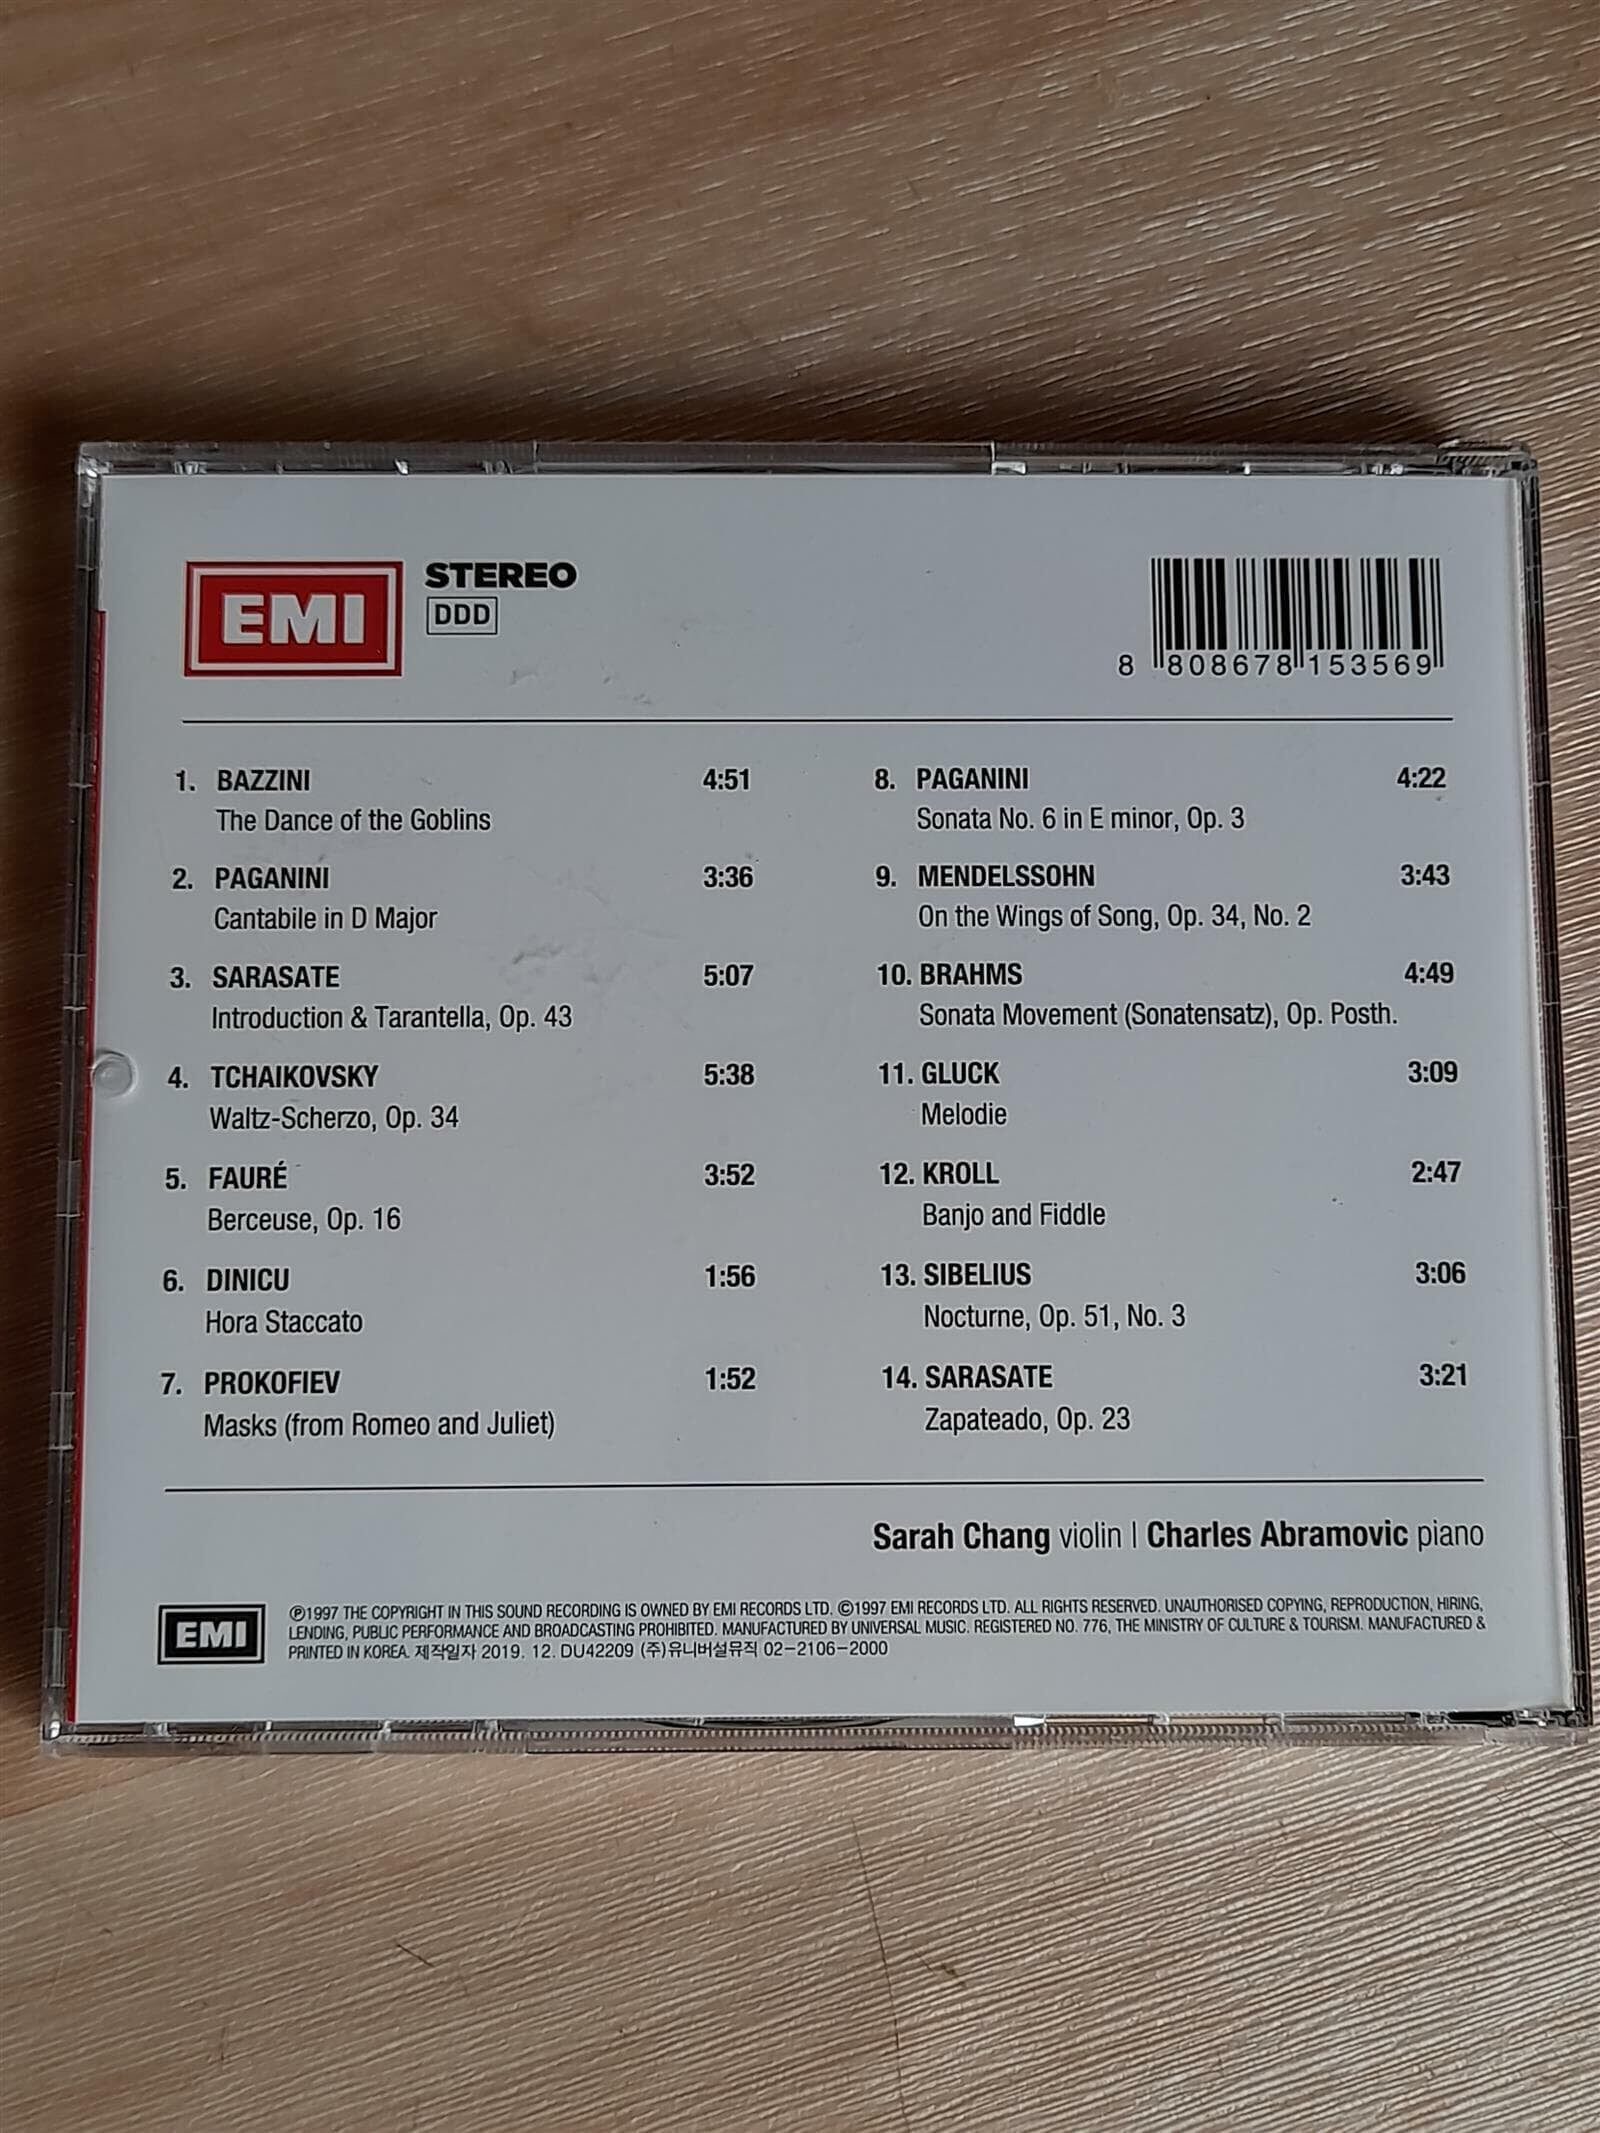 EMI
STEREO
DDD
8 808678 153569
1. BAZZINI 4:51
The Dance of the Goblins
2. PAGANINI 3:36
Cantabile in D Major
3. SARASATE 5:07
Introduction & Tarantella, Op. 43
4. TCHAIKOVSKY 5:38
Waltz-Scherzo, Op. 34
5. FAURÉ 3:52
Berceuse, Op. 16
6. DINICU 1:56
Hora Staccato
7. PROKOFIEV 1:52
Masks (from Romeo and Juliet)
8. PAGANINI 4:22
Sonata No. 6 in E minor, Op. 3
9. MENDELSSOHN 3:43
On the Wings of Song, Op. 34, No. 2
10. BRAHMS 4:49
Sonata Movement (Sonatensatz), Op. Posth.
11. GLUCK 3:09
Melodie
12. KROLL 2:47
Banjo and Fiddle
13. SIBELIUS 3:06
Nocturne, Op. 51, No. 3
14. SARASATE 3:21
Zapateado, Op. 23
Sarah Chang violin | Charles Abramovic piano
EMI
℗1997 THE COPYRIGHT IN THIS SOUND RECORDING IS OWNED BY EMI RECORDS LTD. ©1997 EMI RECORDS LTD. ALL RIGHTS RESERVED. UNAUTHORISED COPYING, REPRODUCTION, HIRING,
LENDING, PUBLIC PERFORMANCE AND BROADCASTING PROHIBITED. MANUFACTURED BY UNIVERSAL MUSIC. REGISTERED NO. 776, THE MINISTRY OF CULTURE & TOURISM. MANUFACTURED &
PRINTED IN KOREA. 제작일자 2019. 12. DU42209 (주)유니버설뮤직 02-2106-2000